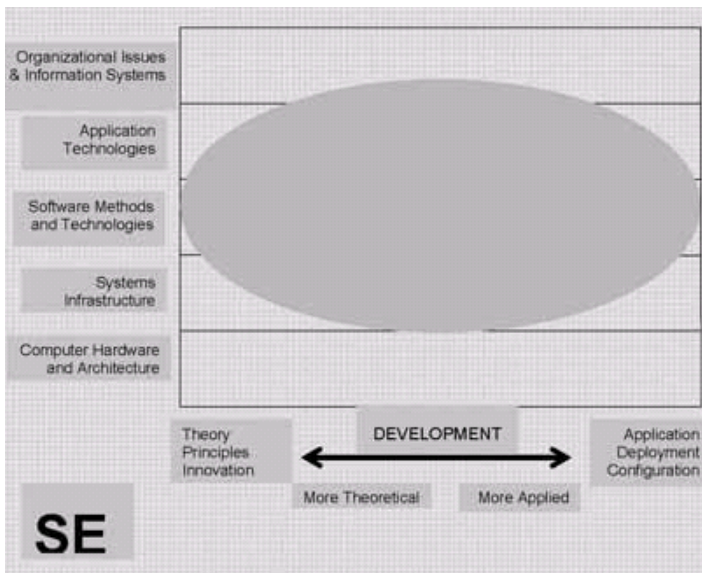 Organizational Issues
& Information Systems
Application
Technologies
Software Methods
and Technologies
Systems
Infrastructure
Computer Hardware
and Architecture
Theory
Principles
Innovation
DEVELOPMENT
Application
Deployment
Configuration
More Theoretical
More Applied
SE